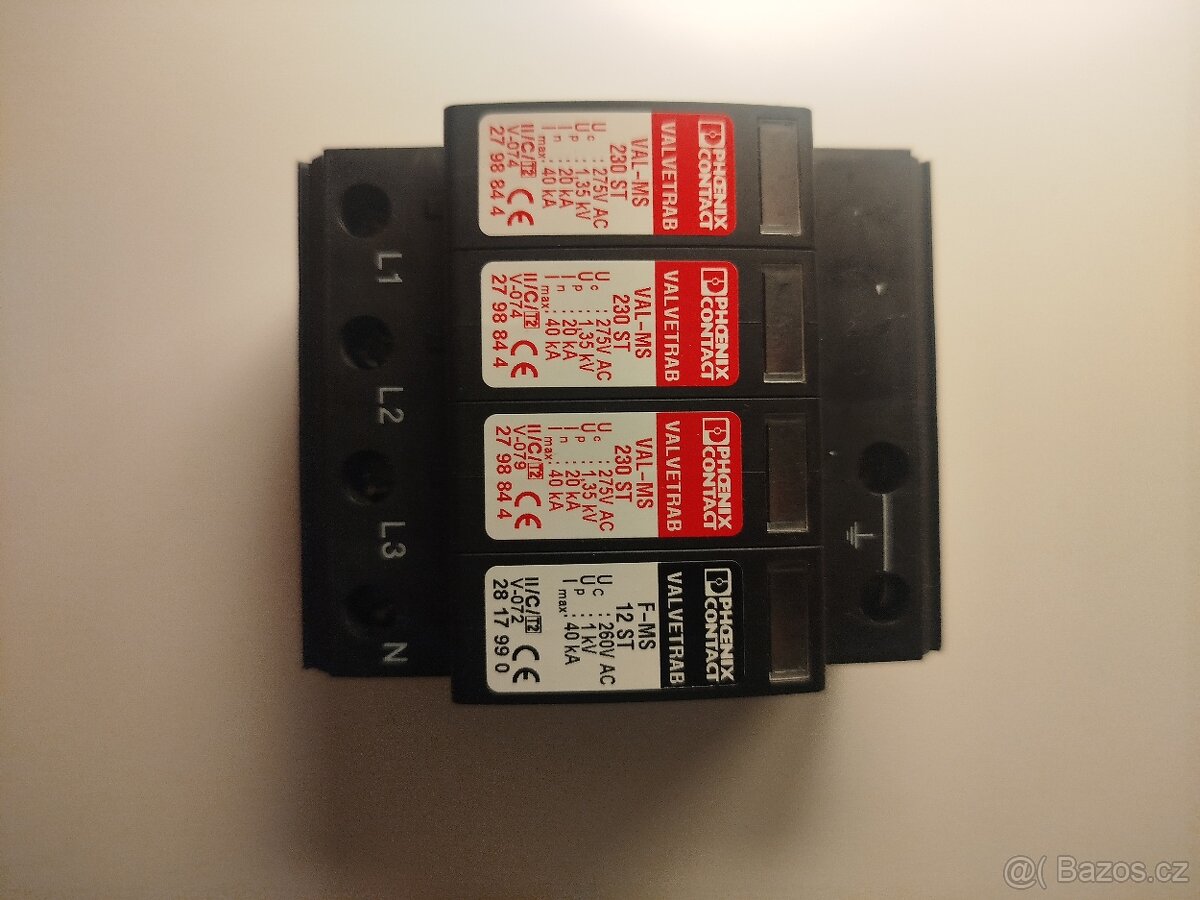 PHŒNIX
CONTACT
VALVETRAB
VAL-MS
230 ST
Uc : 275V AC
Up : 1,35 kV
In : 20 kA
Imax: 40 kA
II/C/T2
V-074
27 98 84 4
CE
PHŒNIX
CONTACT
VALVETRAB
VAL-MS
230 ST
Uc : 275V AC
Up : 1,35 kV
In : 20 kA
Imax: 40 kA
II/C/T2
V-074
27 98 84 4
CE
PHŒNIX
CONTACT
VALVETRAB
VAL-MS
230 ST
Uc : 275V AC
Up : 1,35 kV
In : 20 kA
Imax: 40 kA
II/C/T2
V-079
27 98 84 4
CE
PHŒNIX
CONTACT
VALVETRAB
F-MS
12 ST
Uc : 260V AC
Up : 1 kV
Imax: 40 kA
II/C/T2
V-072
28 17 99 0
CE
L1
L2
L3
N
@( Bazos.cz